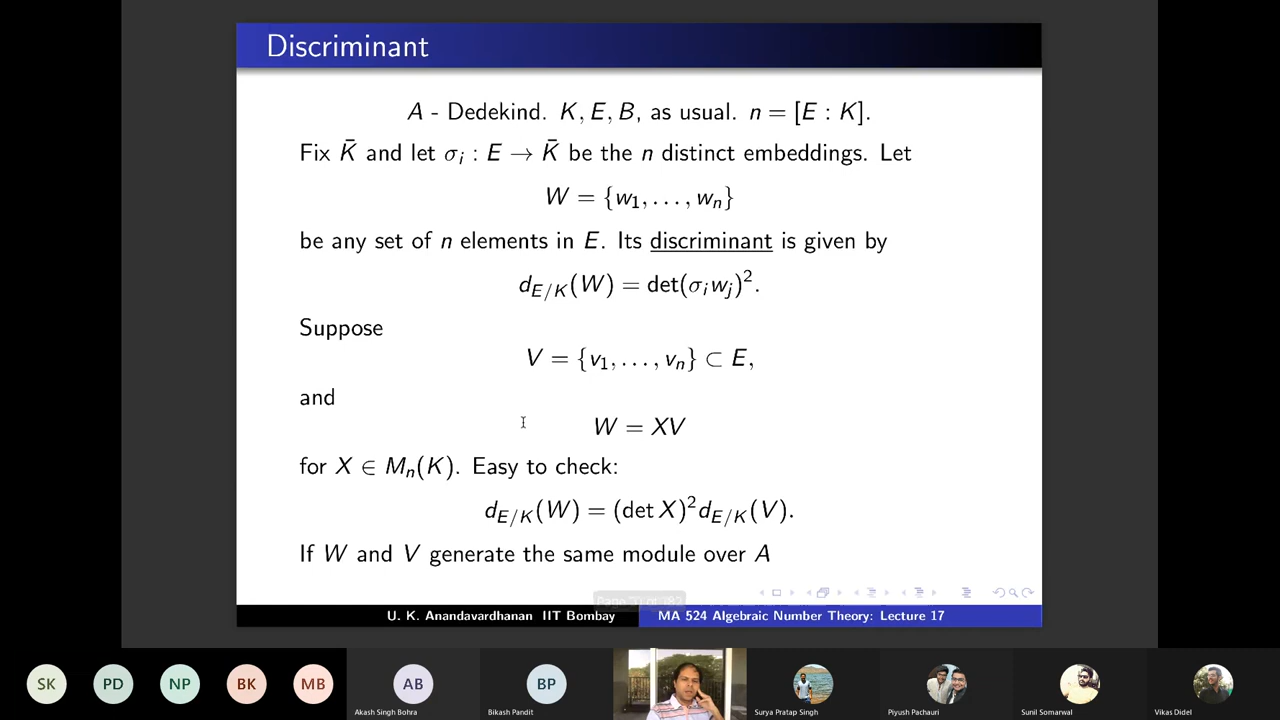 Discriminant
A - Dedekind. K, E, B, as usual. n = [E : K].
Fix K̄ and let σᵢ : E → K̄ be the n distinct embeddings. Let
W = {w₁, . . . , wₙ}
be any set of n elements in E. Its discriminant is given by
d_{E/K}(W) = det(σᵢwⱼ)².
Suppose
V = {v₁, . . . , vₙ} ⊂ E,
and
W = XV
for X ∈ Mₙ(K). Easy to check:
d_{E/K}(W) = (det X)²d_{E/K}(V).
If W and V generate the same module over A
U. K. Anandavardhanan IIT Bombay
MA 524 Algebraic Number Theory: Lecture 17
SK
PD
NP
BK
MB
AB
BP
Akash Singh Bohra
Bikash Pandit
Surya Pratap Singh
Piyush Pachauri
Sunil Somarwal
Vikas Didel